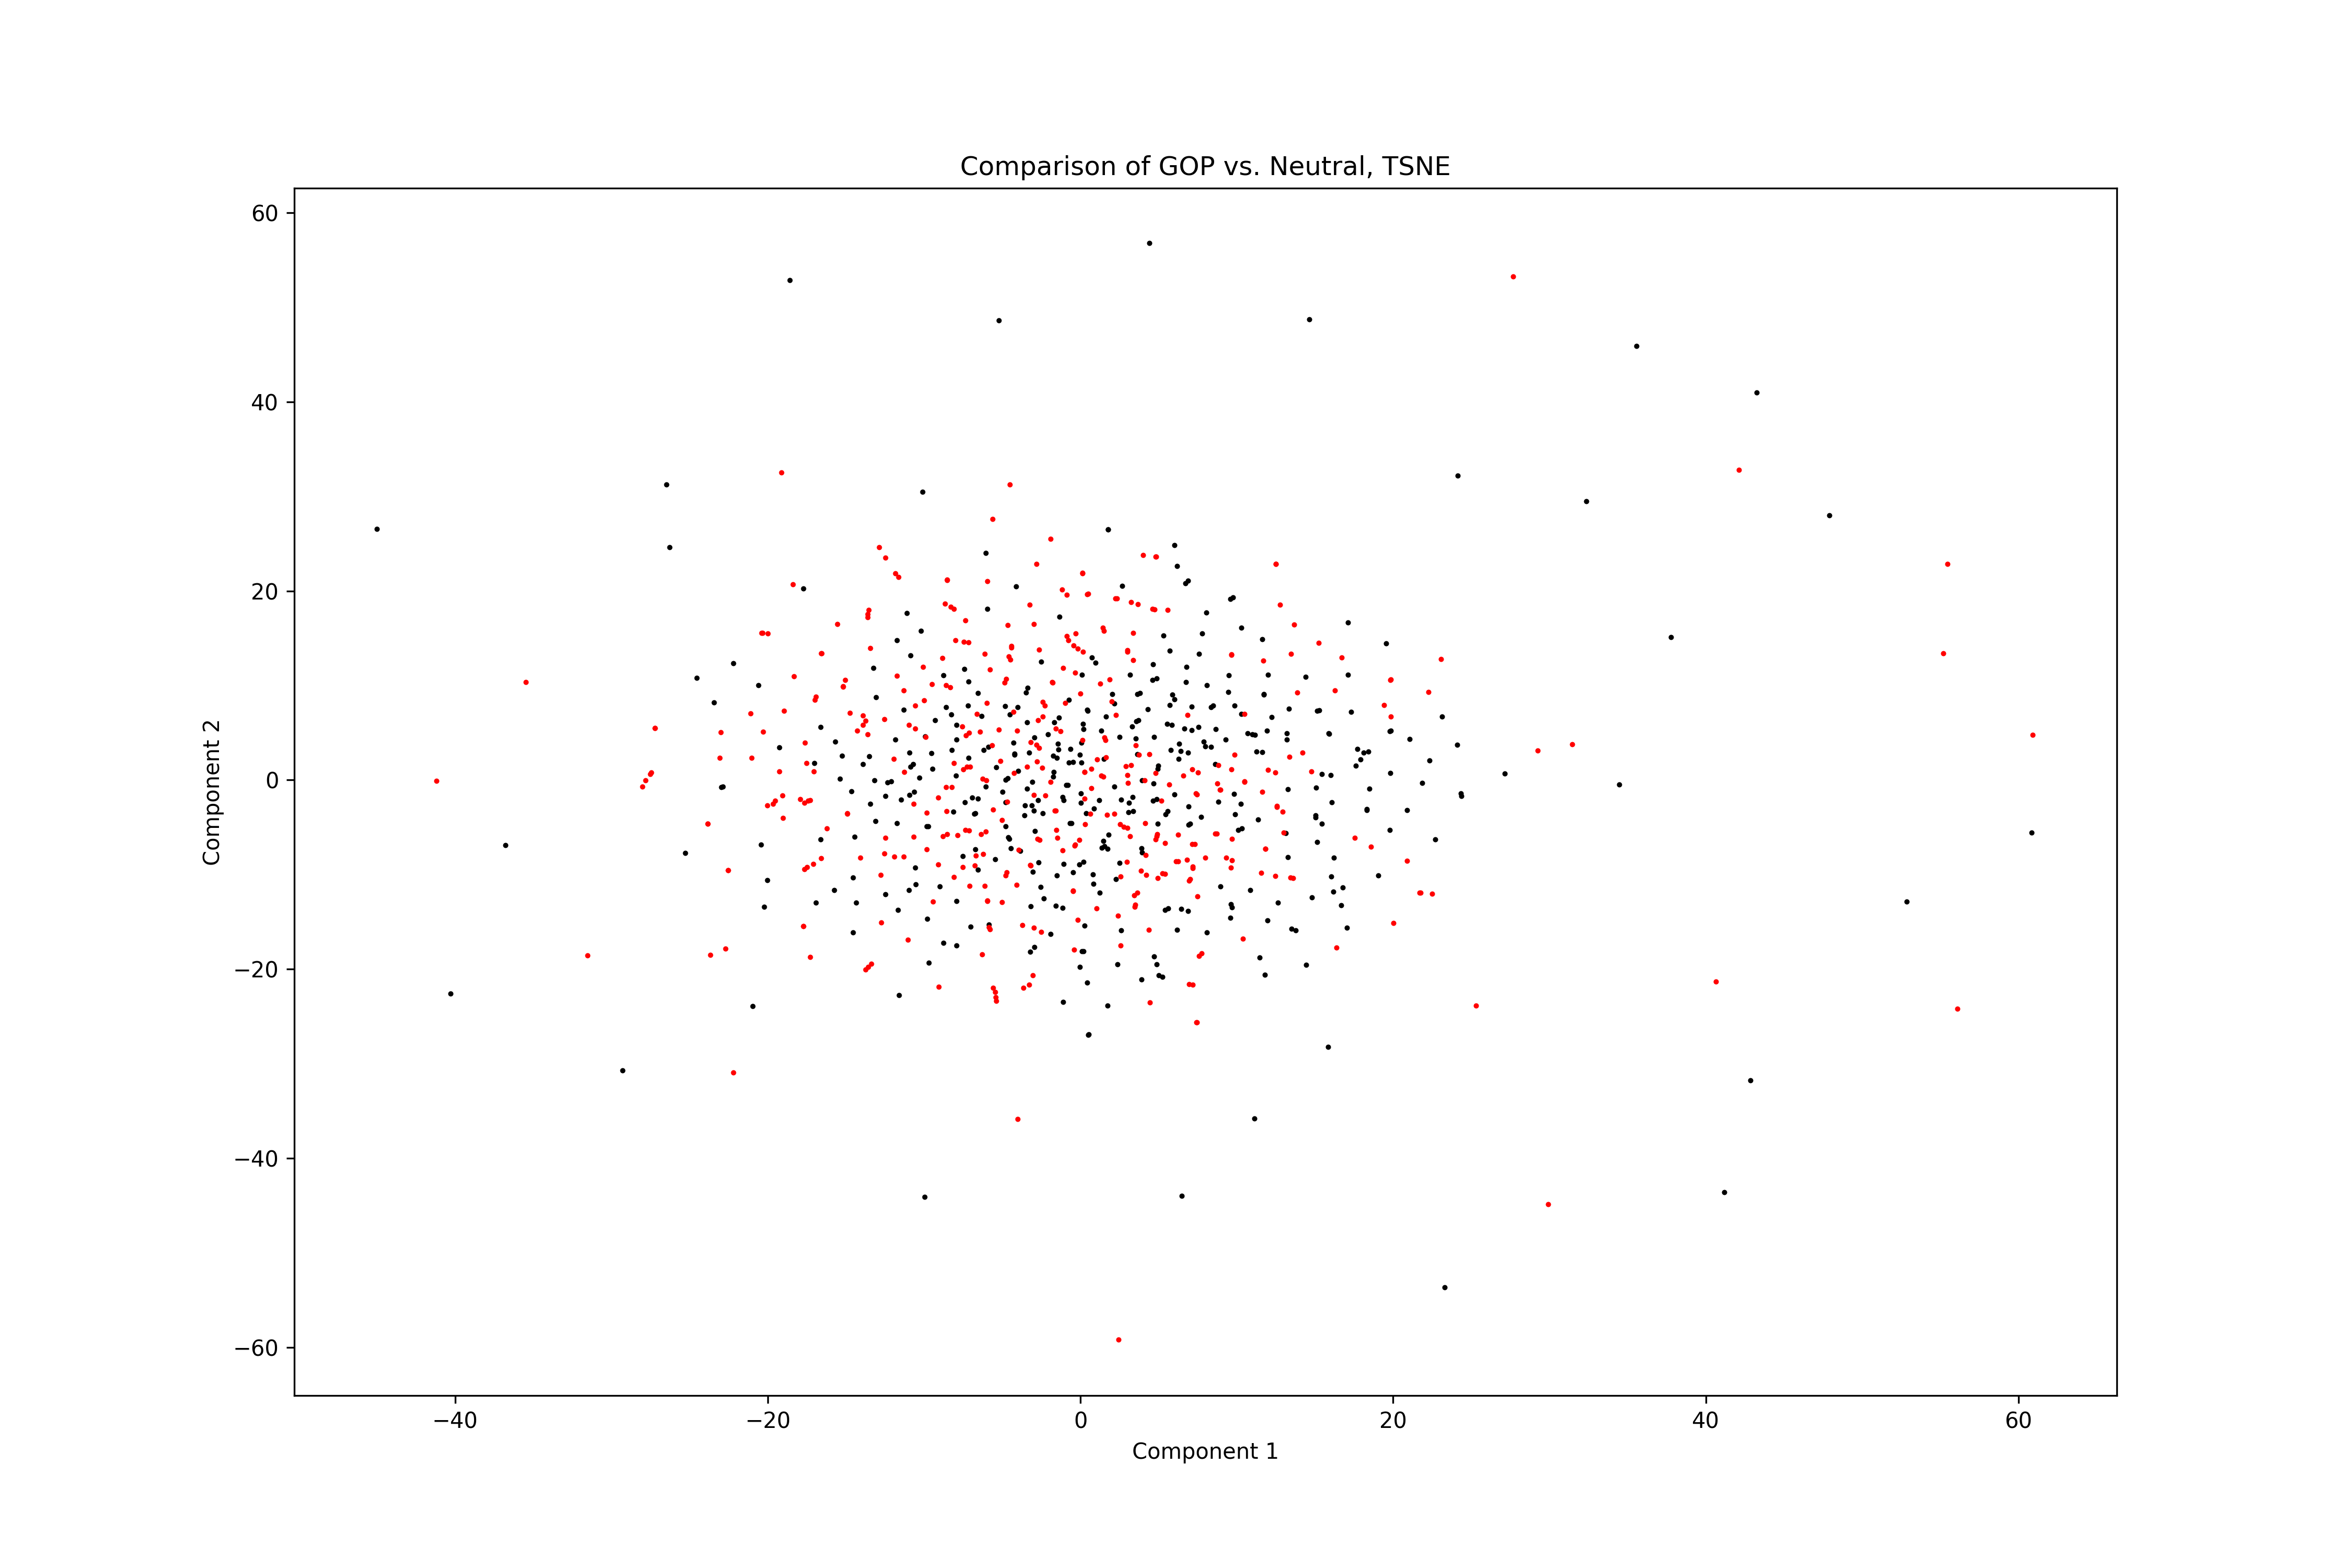 Comparison of GOP vs. Neutral, TSNE
60
40
20
0
−20
−40
−60
Component 2
−40 −20 0 20 40 60
Component 1